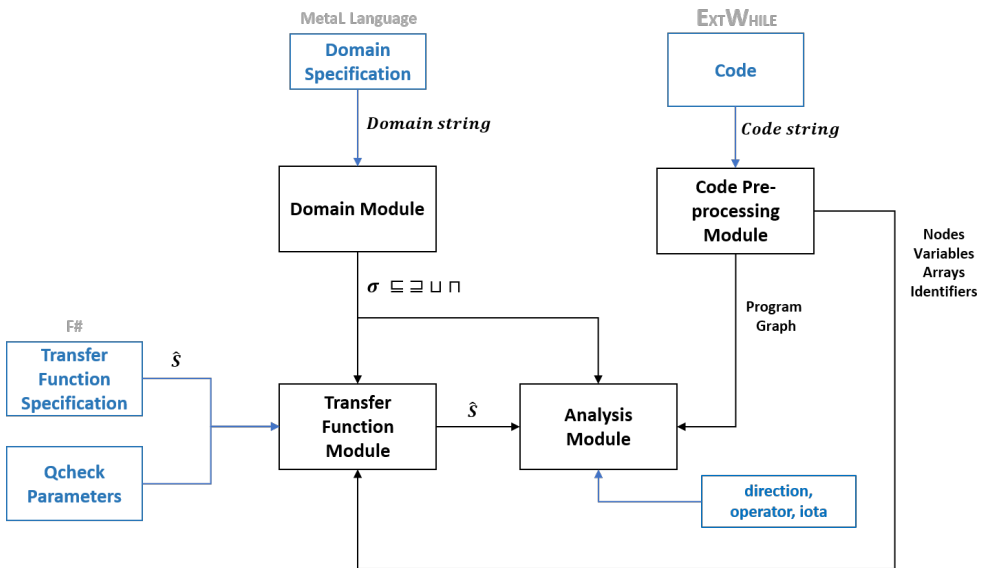 MetaL Language
EXTWHILE
Domain
Specification
Code
Domain string
Code string
Domain Module
Code Pre-
processing
Module
Nodes
Variables
Arrays
Identifiers
σ ⊑ ⊒ ⊔ ⊓
Program
Graph
F#
Transfer
Function
Specification
Ŝ
Transfer
Function
Module
Ŝ
Analysis
Module
Qcheck
Parameters
direction,
operator, iota